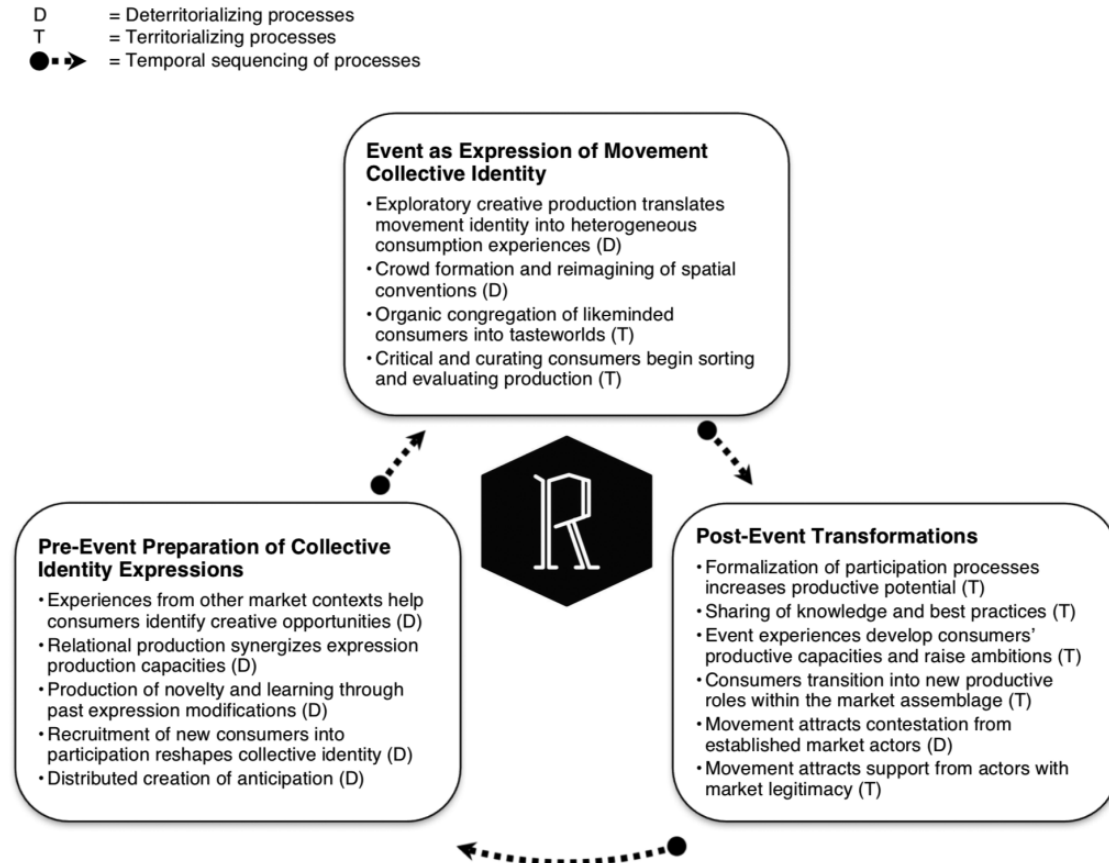 D = Deterritorializing processes
T = Territorializing processes
= Temporal sequencing of processes
Event as Expression of Movement
Collective Identity
• Exploratory creative production translates
movement identity into heterogeneous
consumption experiences (D)
• Crowd formation and reimagining of spatial
conventions (D)
• Organic congregation of likeminded
consumers into tasteworlds (T)
• Critical and curating consumers begin sorting
and evaluating production (T)
R
Pre-Event Preparation of Collective
Identity Expressions
• Experiences from other market contexts help
consumers identify creative opportunities (D)
• Relational production synergizes expression
production capacities (D)
• Production of novelty and learning through
past expression modifications (D)
• Recruitment of new consumers into
participation reshapes collective identity (D)
• Distributed creation of anticipation (D)
Post-Event Transformations
• Formalization of participation processes
increases productive potential (T)
• Sharing of knowledge and best practices (T)
• Event experiences develop consumers’
productive capacities and raise ambitions (T)
• Consumers transition into new productive
roles within the market assemblage (T)
• Movement attracts contestation from
established market actors (D)
• Movement attracts support from actors with
market legitimacy (T)